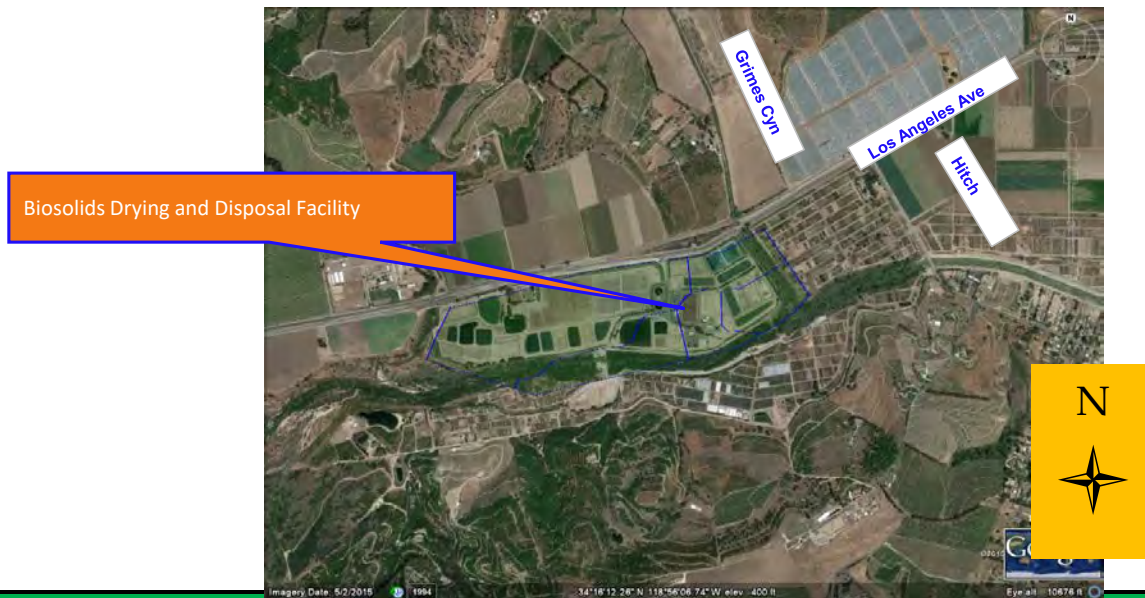 N
Grimes Cyn
Los Angeles Ave
Hitch
Biosolids Drying and Disposal Facility
N
Imagery Date: 5/2/2015
1994
34°16'12.26" N 118°56'06.74" W elev 400 ft
Eye alt 10676 ft